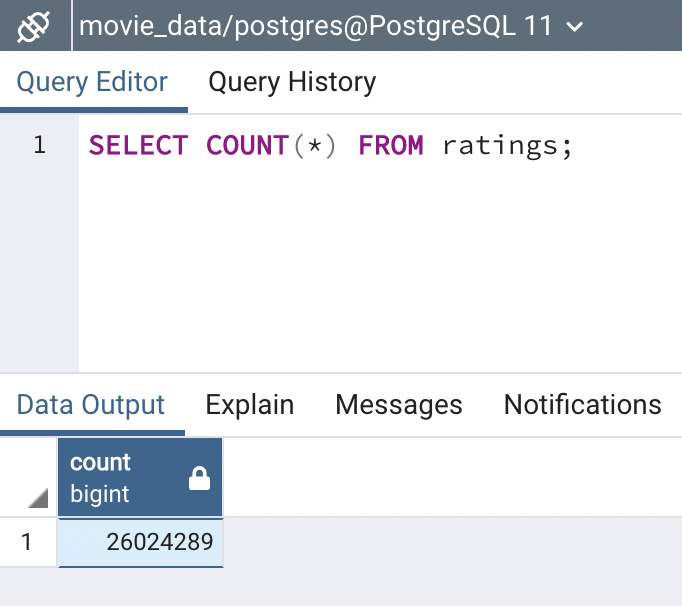 movie_data/postgres@PostgreSQL 11
Query Editor Query History
1 SELECT COUNT(*) FROM ratings;
Data Output Explain Messages Notifications
count
bigint
1 26024289